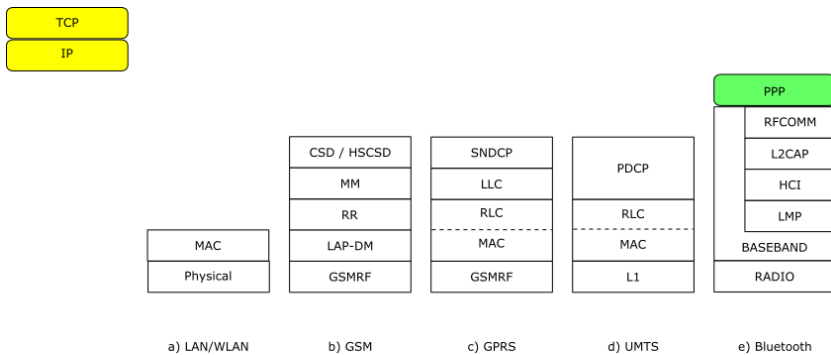 TCP
IP
PPP
RFCOMM
CSD / HSCSD
SNDCP
PDCP
L2CAP
MM
LLC
HCI
RR
RLC
RLC
LMP
MAC
LAP-DM
MAC
MAC
BASEBAND
Physical
GSMRF
GSMRF
L1
RADIO
a) LAN/WLAN
b) GSM
c) GPRS
d) UMTS
e) Bluetooth